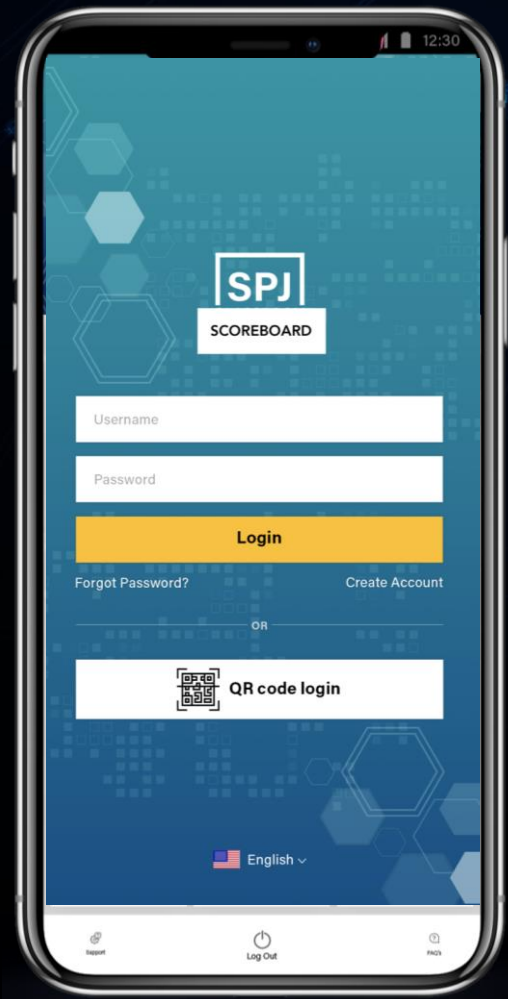 12:30
SPJ
SCOREBOARD
Username
Password
Login
Forgot Password? Create Account
OR
QR code login
English
Support Log Out FAQ's